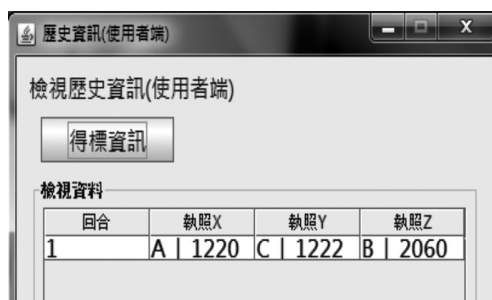 歷史資訊(使用者端)
檢視歷史資訊(使用者端)
得標資訊
檢視資料
回合 執照X 執照Y 執照Z
1 A | 1220 C | 1222 B | 2060